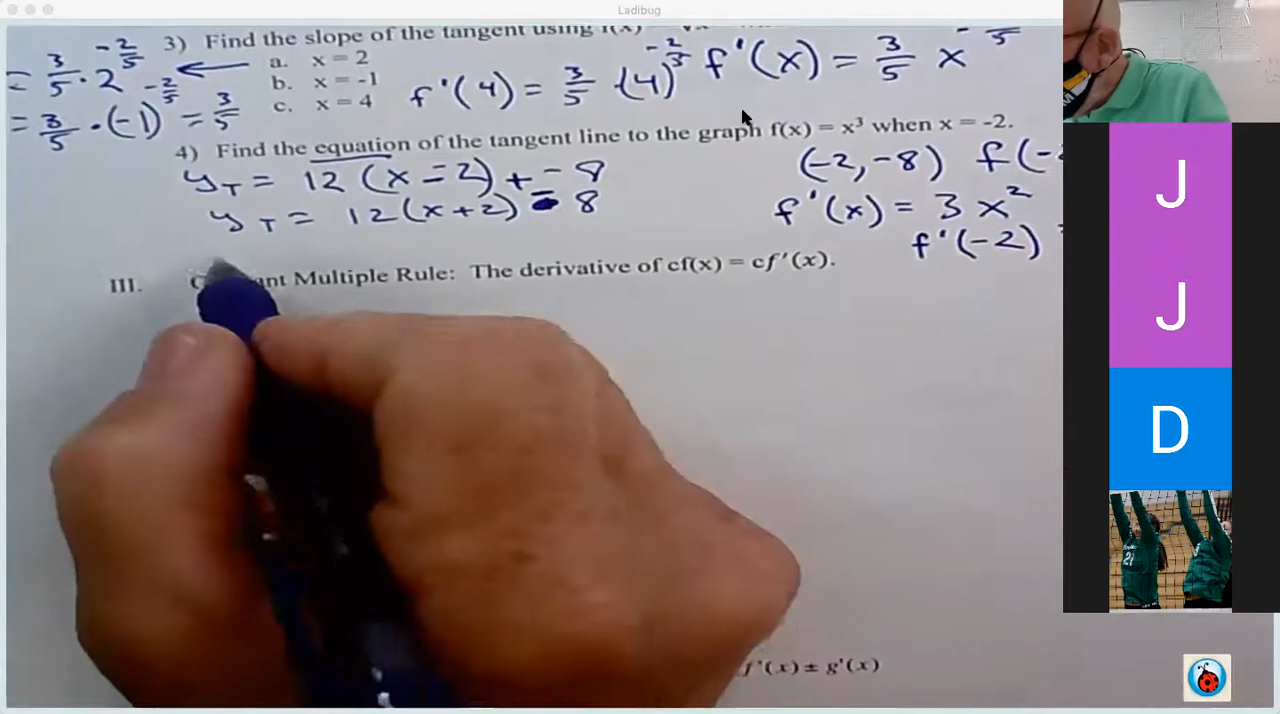 Ladibug
3) Find the slope of the tangent using f(x)
= 3/5 · 2^(-2/5) ← a. x = 2
b. x = -1
= 3/5 · (-1)^(-2/5) = 3/5 c. x = 4
f'(4) = 3/5 · (4)^(-2/5) f'(x) = 3/5 x
4) Find the equation of the tangent line to the graph f(x) = x³ when x = -2.
y_T = 12 (x - -2) + -8
(-2, -8) f(-2
y_T = 12 (x + 2) - 8
f'(x) = 3x²
f'(-2)
III. Multiple Rule: The derivative of cf(x) = cf'(x).
f'(x) ± g'(x)
J
J
D
21